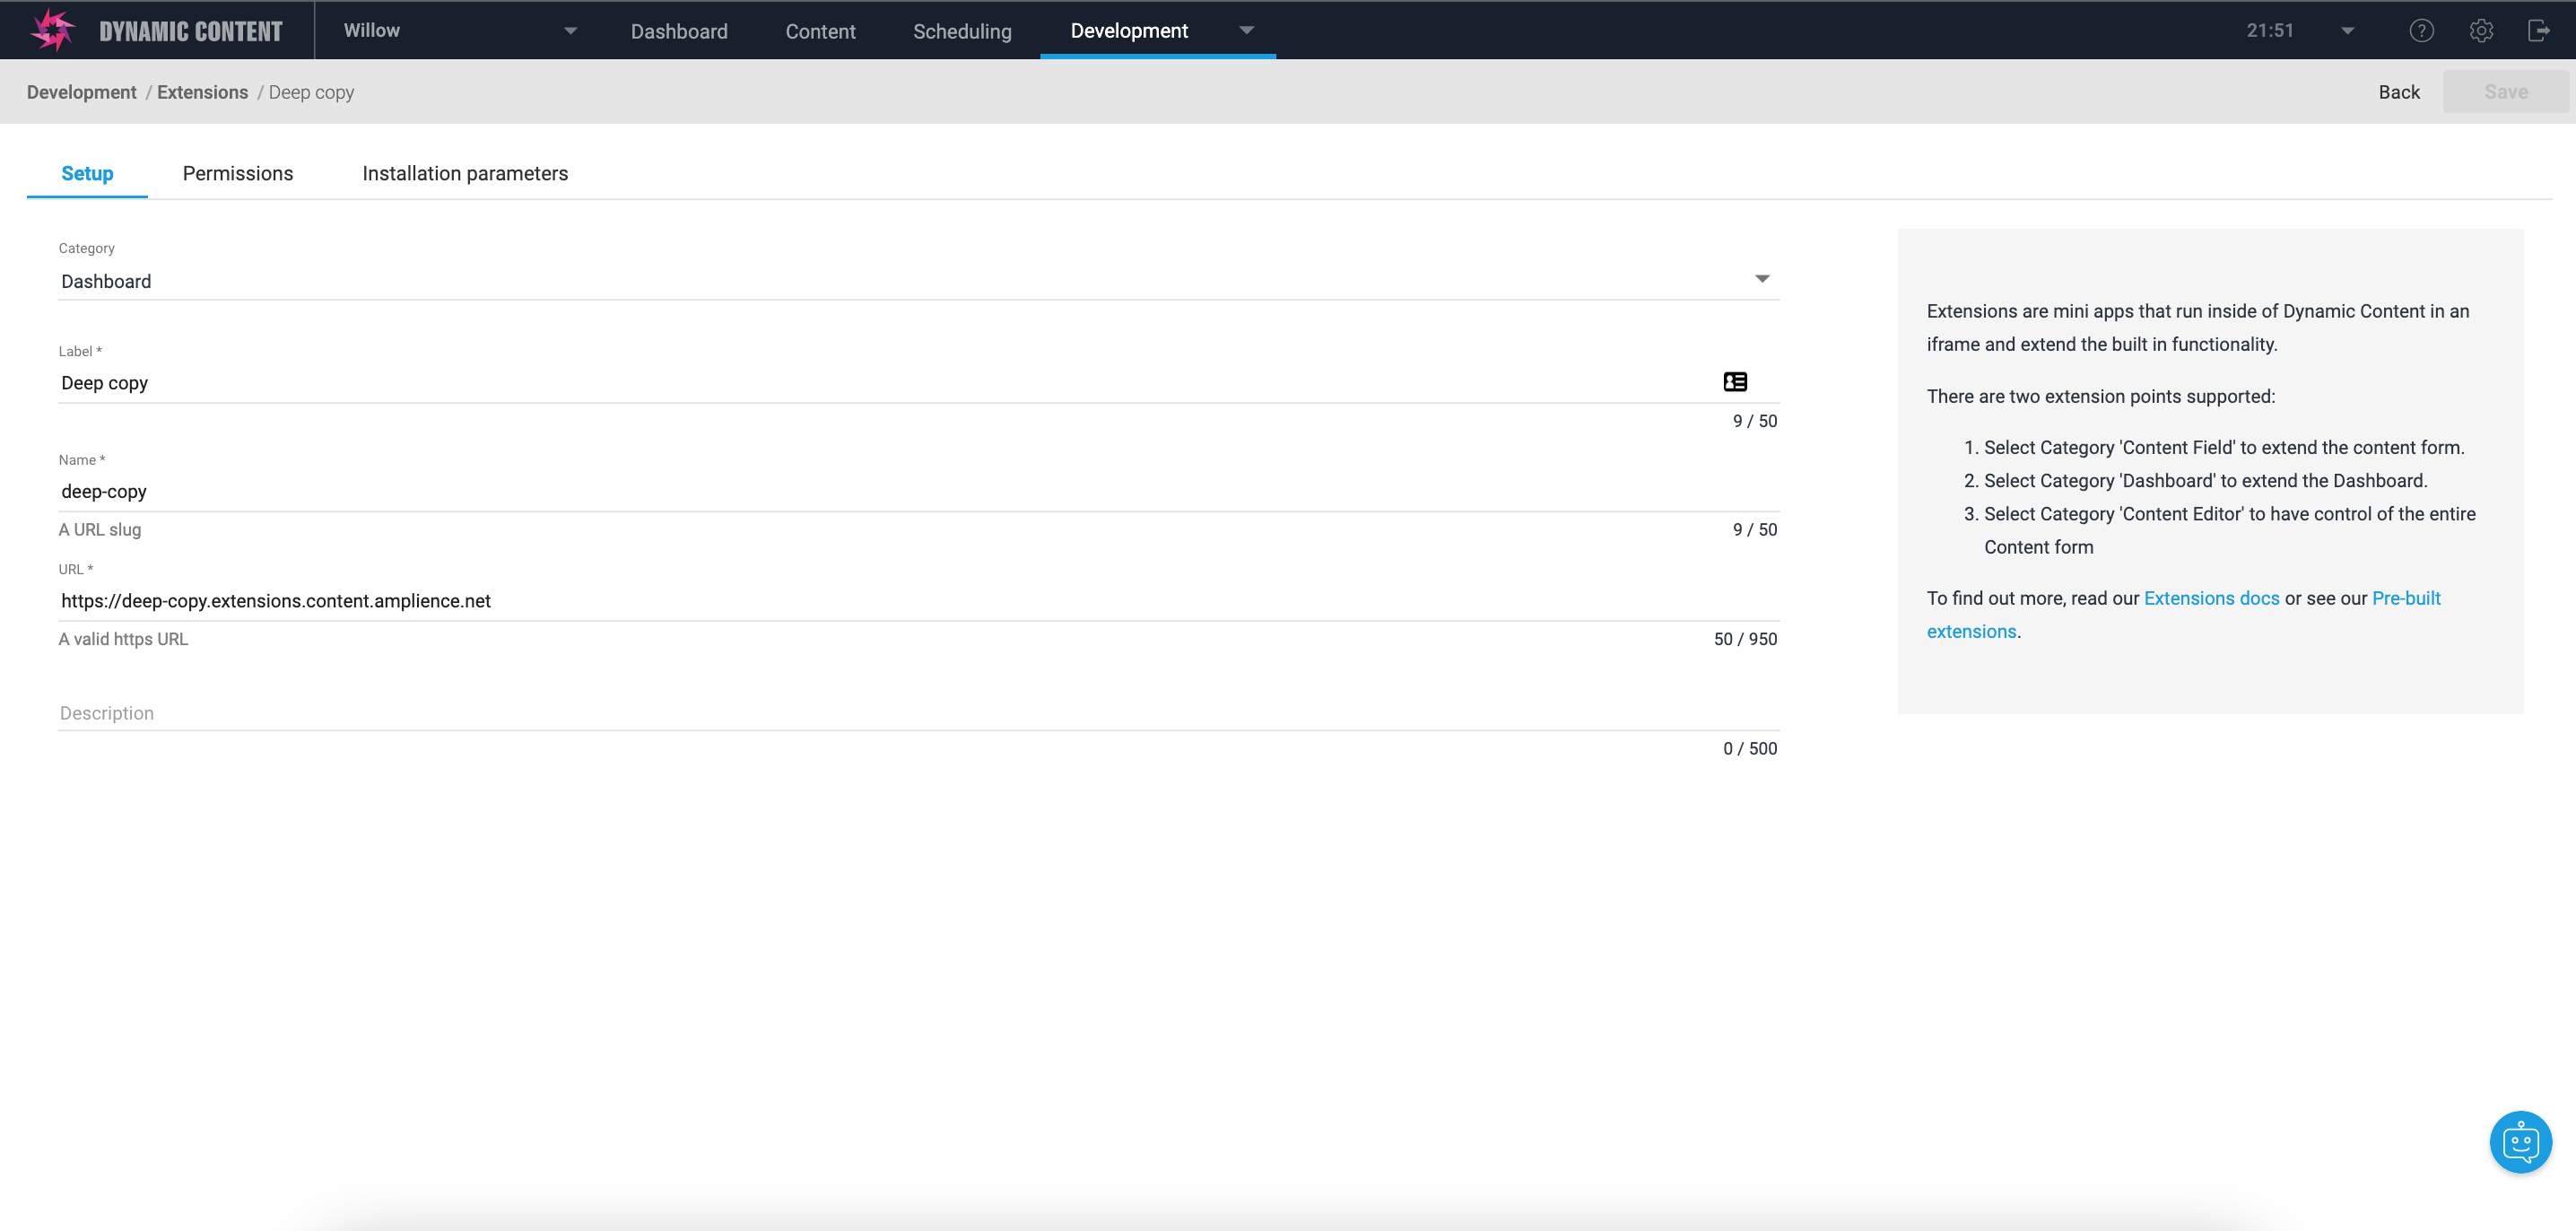 DYNAMIC CONTENT
Willow
Dashboard
Content
Scheduling
Development
21:51
Development / Extensions / Deep copy
Back
Save
Setup
Permissions
Installation parameters
Category
Dashboard
Label *
Deep copy
9 / 50
Name *
deep-copy
A URL slug
9 / 50
URL *
https://deep-copy.extensions.content.amplience.net
A valid https URL
50 / 950
Description
0 / 500
Extensions are mini apps that run inside of Dynamic Content in an
iframe and extend the built in functionality.
There are two extension points supported:
1. Select Category 'Content Field' to extend the content form.
2. Select Category 'Dashboard' to extend the Dashboard.
3. Select Category 'Content Editor' to have control of the entire
Content form
To find out more, read our Extensions docs or see our Pre-built
extensions.